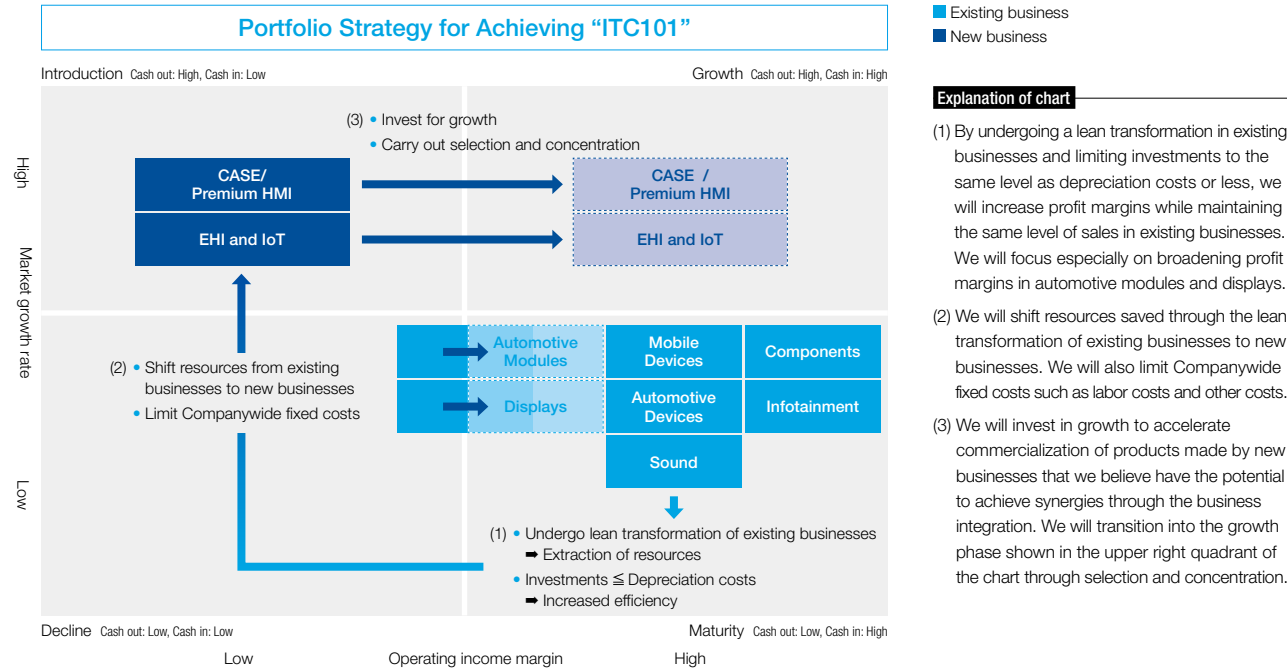 Portfolio Strategy for Achieving “ITC101”
Existing business
New business
Introduction Cash out: High, Cash in: Low
Growth Cash out: High, Cash in: High
(3) • Invest for growth
• Carry out selection and concentration
CASE/
Premium HMI
EHI and IoT
CASE /
Premium HMI
EHI and IoT
High
Market growth rate
Low
(2) • Shift resources from existing
businesses to new businesses
• Limit Companywide fixed costs
Automotive
Modules
Displays
Mobile
Devices
Automotive
Devices
Sound
Components
Infotainment
(1) • Undergo lean transformation of existing businesses
➡ Extraction of resources
• Investments ≦ Depreciation costs
➡ Increased efficiency
Decline Cash out: Low, Cash in: Low
Maturity Cash out: Low, Cash in: High
Low
Operating income margin
High
Explanation of chart
(1) By undergoing a lean transformation in existing
businesses and limiting investments to the
same level as depreciation costs or less, we
will increase profit margins while maintaining
the same level of sales in existing businesses.
We will focus especially on broadening profit
margins in automotive modules and displays.
(2) We will shift resources saved through the lean
transformation of existing businesses to new
businesses. We will also limit Companywide
fixed costs such as labor costs and other costs.
(3) We will invest in growth to accelerate
commercialization of products made by new
businesses that we believe have the potential
to achieve synergies through the business
integration. We will transition into the growth
phase shown in the upper right quadrant of
the chart through selection and concentration.